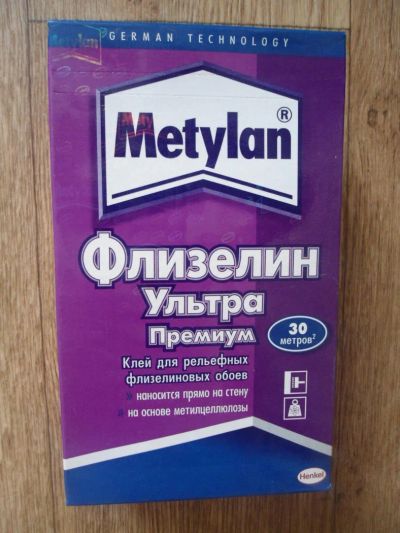 Metylan GERMAN TECHNOLOGY
Metylan®
Флизелин
Ультра
Премиум
30
метров²
Клей для рельефных
флизелиновых обоев
» наносится прямо на стену
» на основе метилцеллюлозы
Henkel